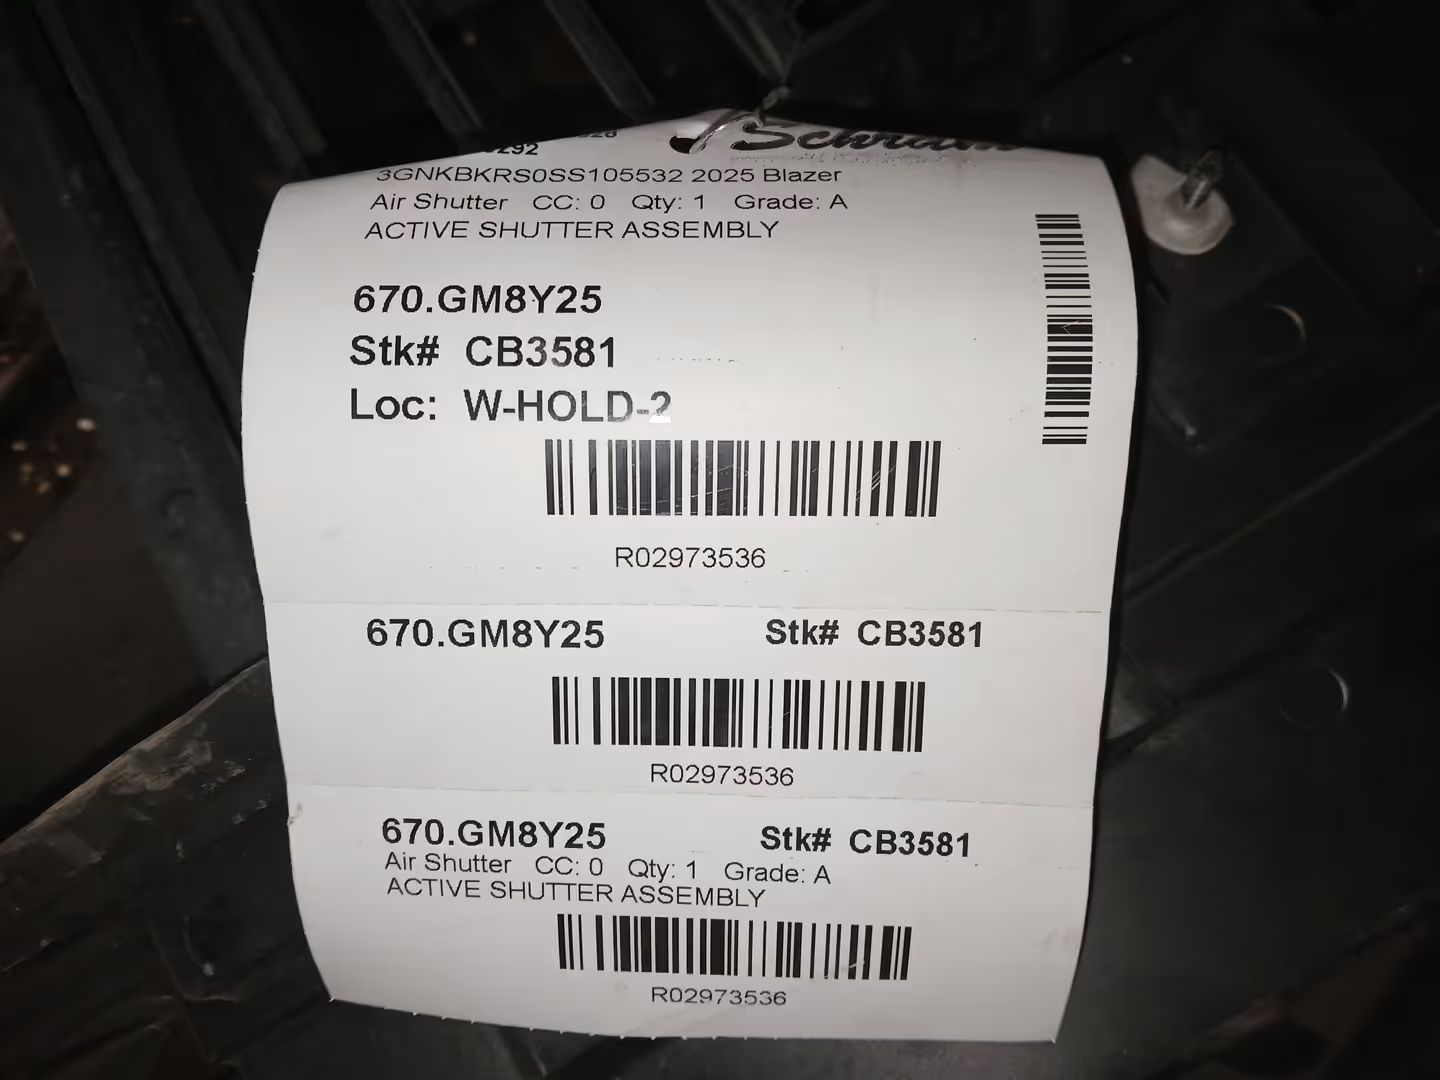 3GNKBKRS0SS105532 2025 Blazer
Air Shutter CC: 0 Qty: 1 Grade: A
ACTIVE SHUTTER ASSEMBLY
670.GM8Y25
Stk# CB3581
Loc: W-HOLD-2
R02973536
670.GM8Y25 Stk# CB3581
R02973536
670.GM8Y25 Stk# CB3581
Air Shutter CC: 0 Qty: 1 Grade: A
ACTIVE SHUTTER ASSEMBLY
R02973536